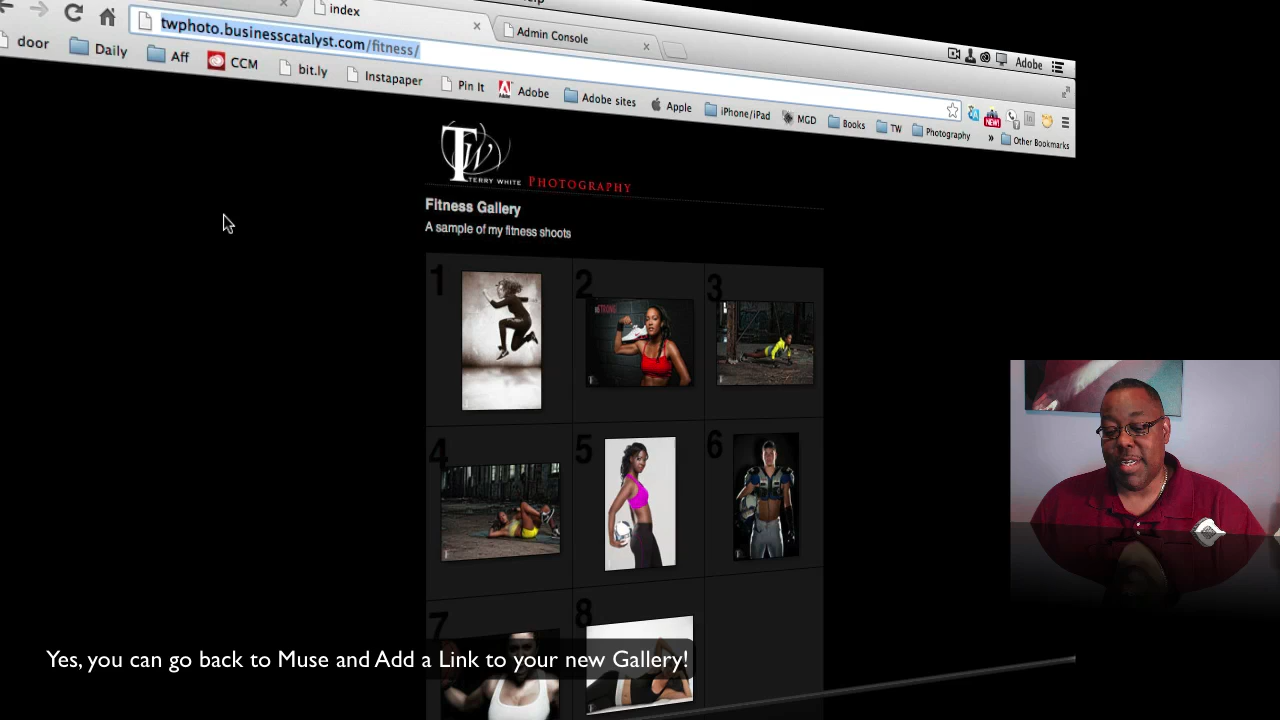 index
Admin Console
Adobe
twphoto.businesscatalyst.com/fitness/
door
Daily
Aff
CCM
bit.ly
Instapaper
Pin It
Adobe
Adobe sites
Apple
iPhone/iPad
MGD
Books
TW
Photography
»
Other Bookmarks
NEW!
TW
TERRY WHITE PHOTOGRAPHY
Fitness Gallery
A sample of my fitness shoots
1
2
3
4
5
6
7
8
Yes, you can go back to Muse and Add a Link to your new Gallery!